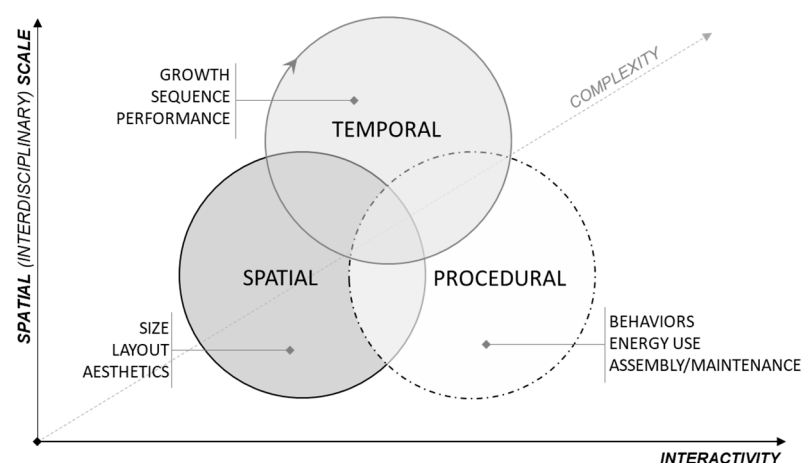 SPATIAL (INTERDISCIPLINARY) SCALE
GROWTH
SEQUENCE
PERFORMANCE
TEMPORAL
COMPLEXITY
SPATIAL
PROCEDURAL
SIZE
LAYOUT
AESTHETICS
BEHAVIORS
ENERGY USE
ASSEMBLY/MAINTENANCE
INTERACTIVITY